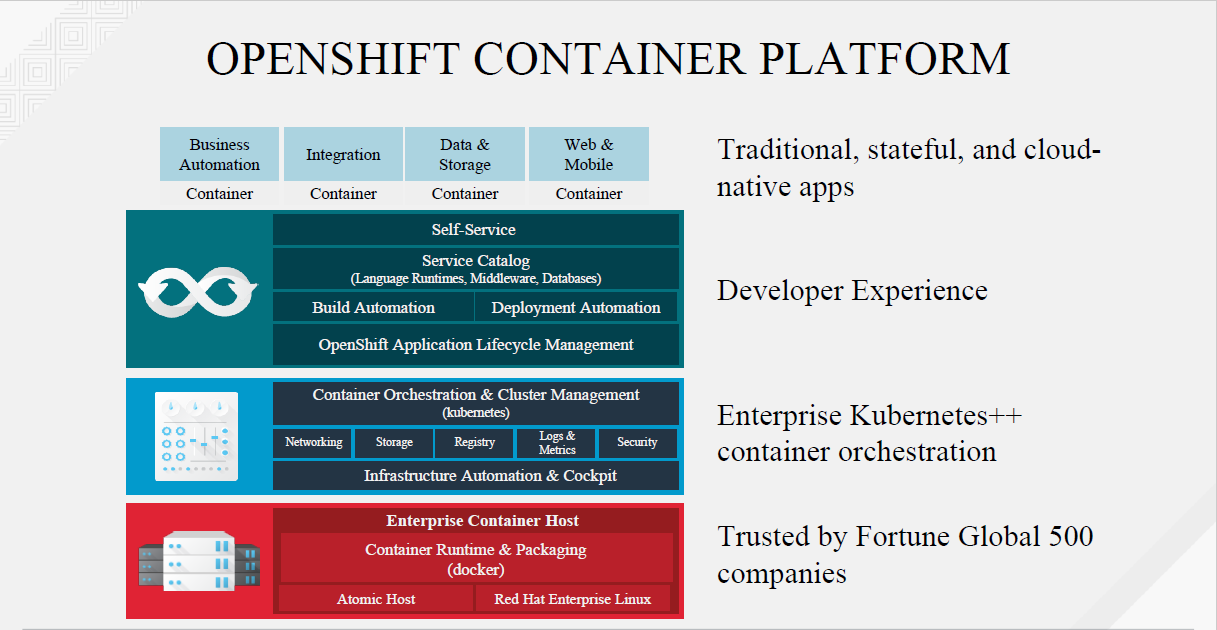 OPENSHIFT CONTAINER PLATFORM
Business
Automation
Integration
Data &
Storage
Web &
Mobile
Container
Container
Container
Container
Traditional, stateful, and cloud-
native apps
Self-Service
Service Catalog
(Language Runtimes, Middleware, Databases)
Build Automation
Deployment Automation
OpenShift Application Lifecycle Management
Developer Experience
Container Orchestration & Cluster Management
(kubernetes)
Networking
Storage
Registry
Logs &
Metrics
Security
Infrastructure Automation & Cockpit
Enterprise Kubernetes++
container orchestration
Enterprise Container Host
Container Runtime & Packaging
(docker)
Atomic Host
Red Hat Enterprise Linux
Trusted by Fortune Global 500
companies